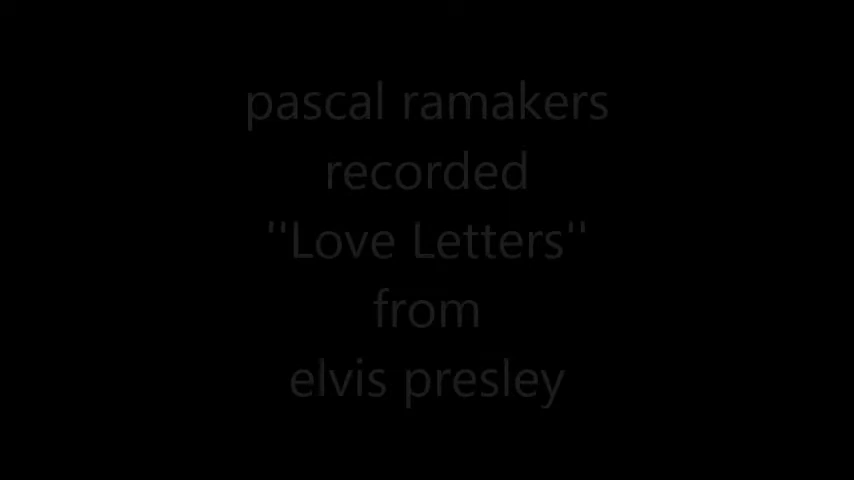 pascal ramakers
recorded
''Love Letters''
from
elvis presley